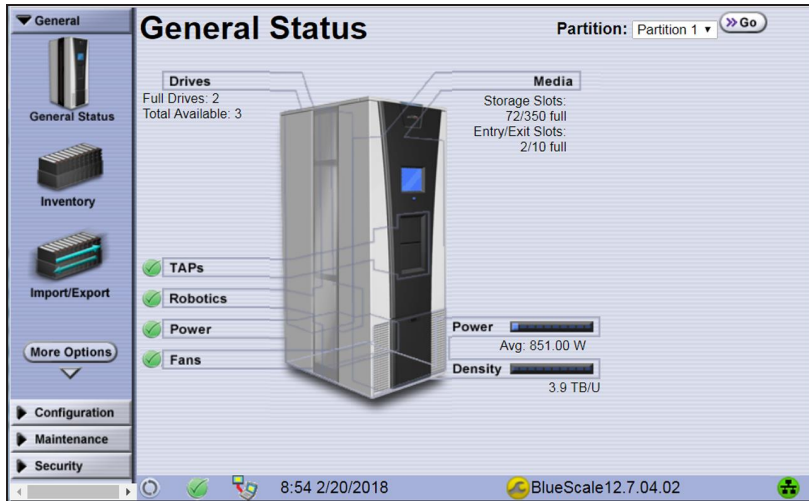 General
General Status
Partition: Partition 1
Go
General Status
Inventory
Import/Export
More Options
Configuration
Maintenance
Security
Drives
Full Drives: 2
Total Available: 3
Media
Storage Slots:
72/350 full
Entry/Exit Slots:
2/10 full
TAPs
Robotics
Power
Fans
Power
Avg: 851.00 W
Density
3.9 TB/U
8:54 2/20/2018
BlueScale12.7.04.02